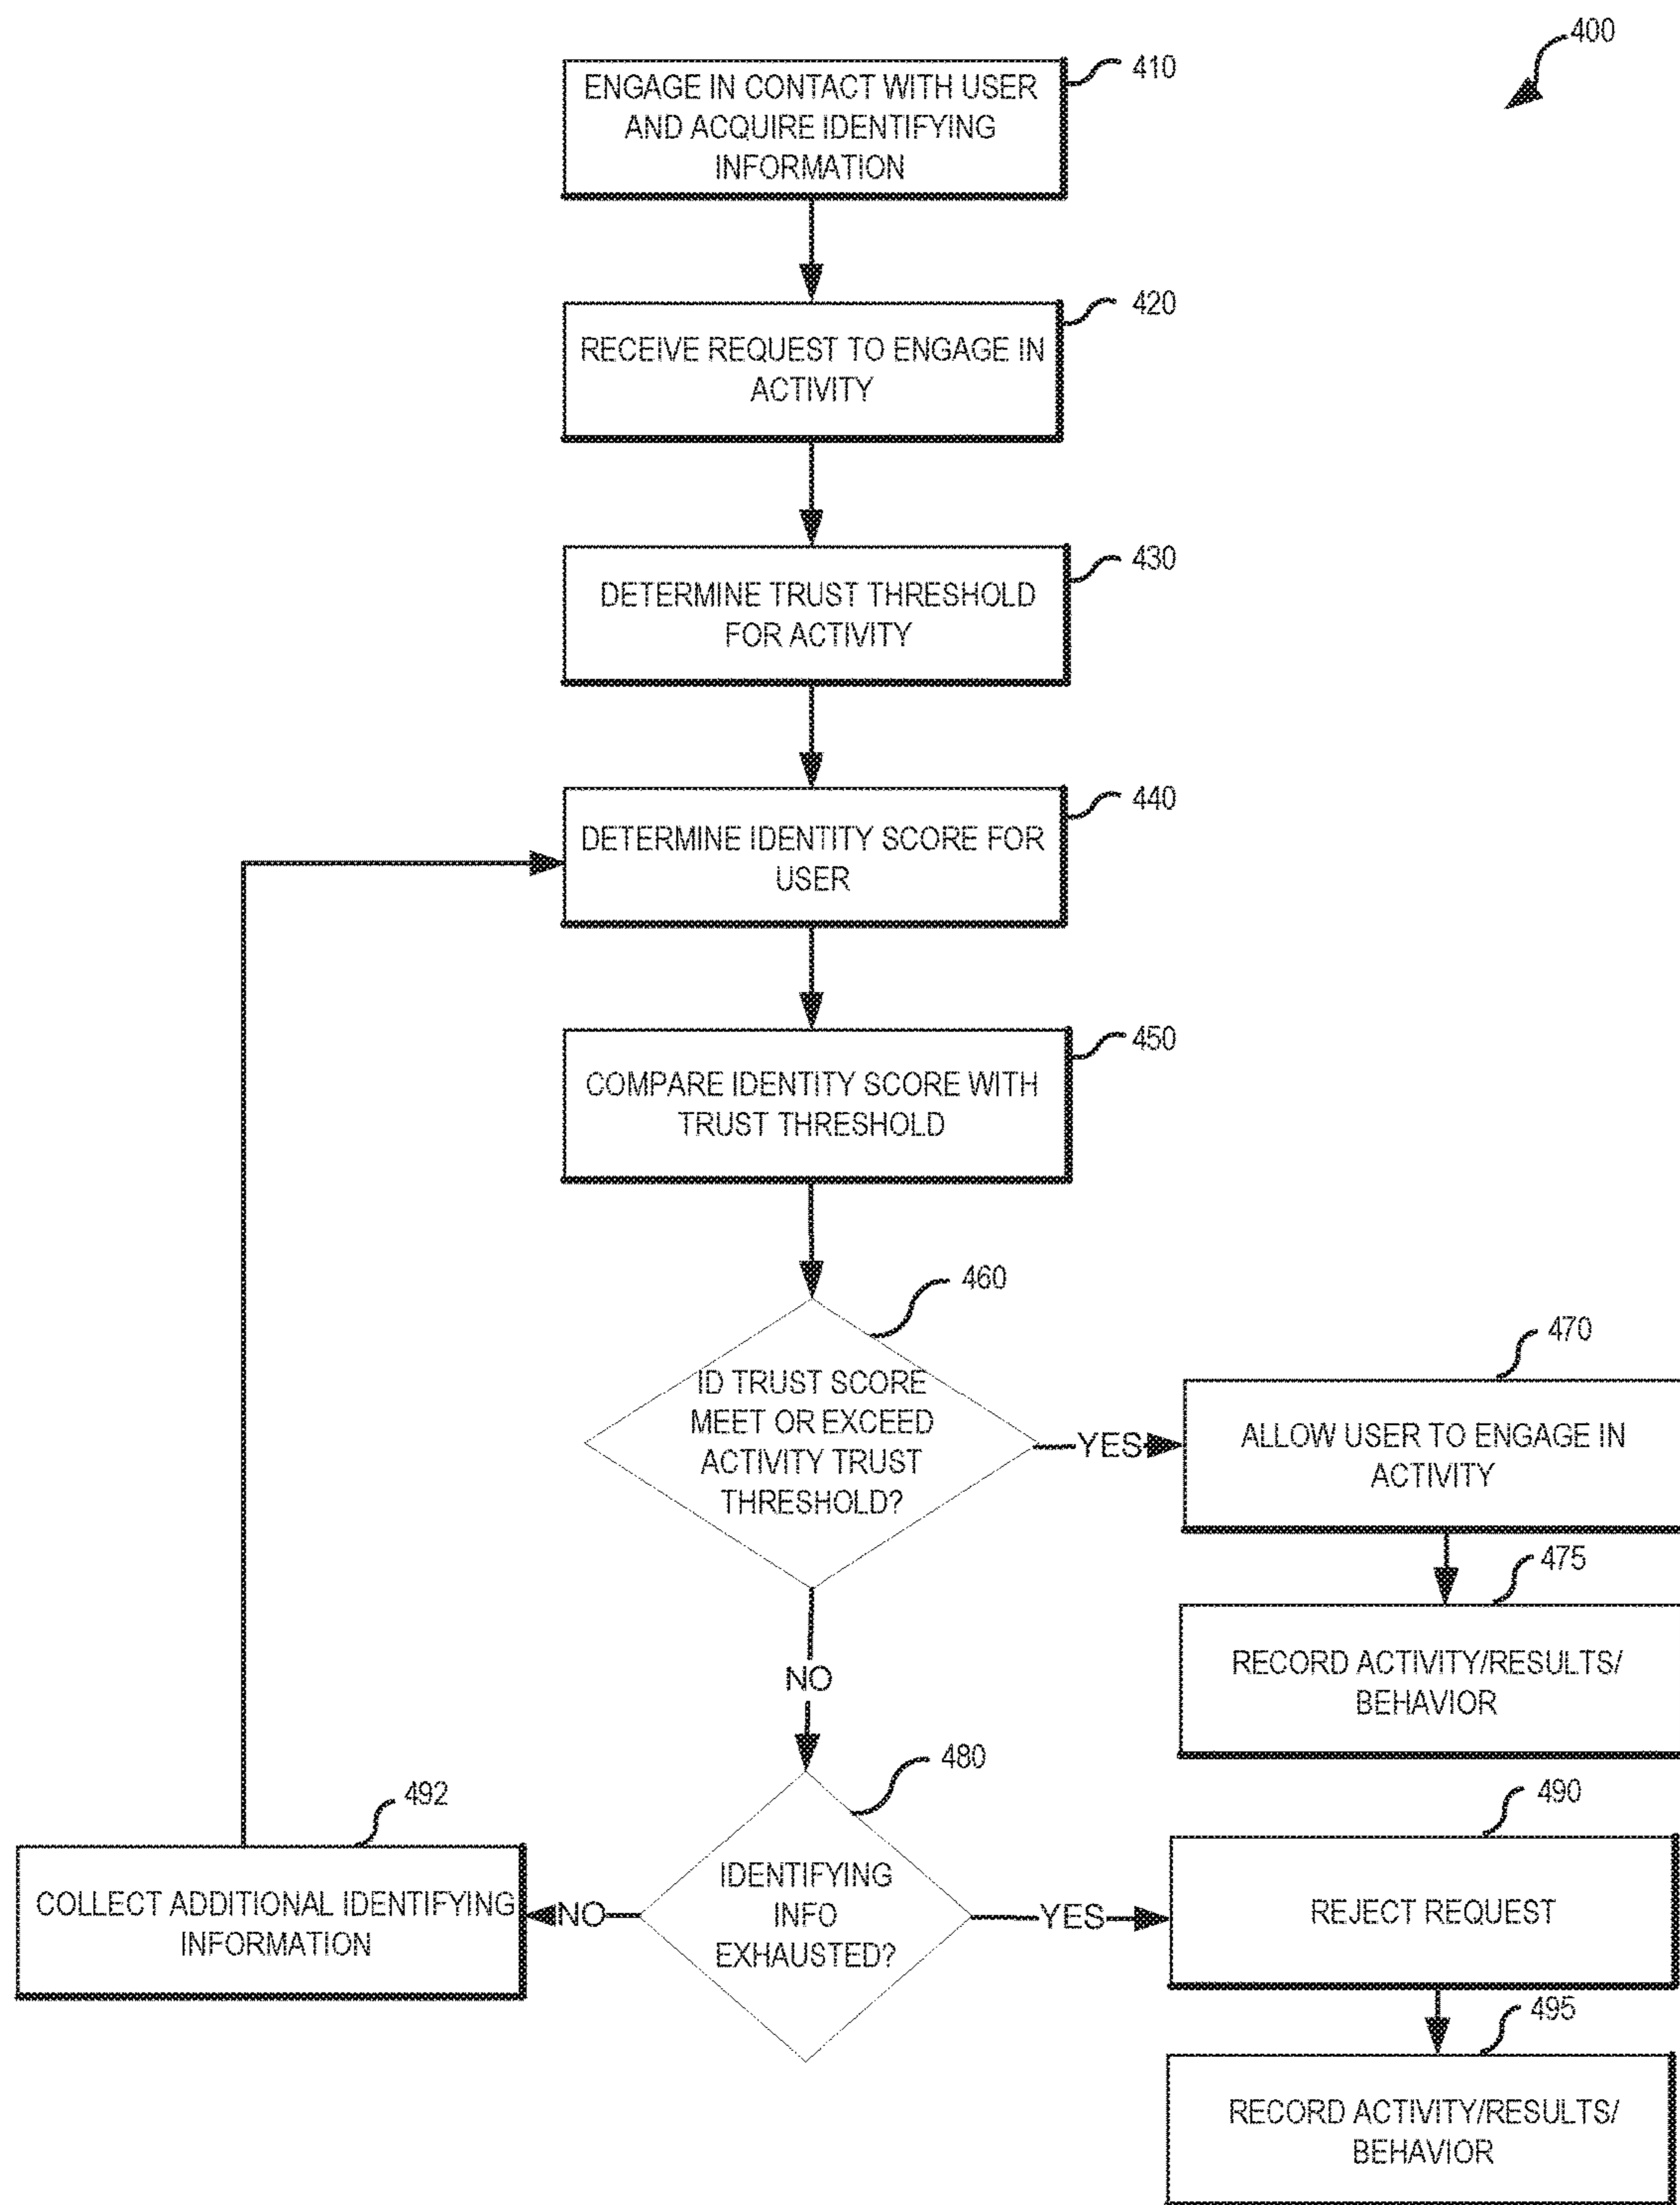 400
410
ENGAGE IN CONTACT WITH USER
AND ACQUIRE IDENTIFYING
INFORMATION
420
RECEIVE REQUEST TO ENGAGE IN
ACTIVITY
430
DETERMINE TRUST THRESHOLD
FOR ACTIVITY
440
DETERMINE IDENTITY SCORE FOR
USER
450
COMPARE IDENTITY SCORE WITH
TRUST THRESHOLD
460
ID TRUST SCORE
MEET OR EXCEED
ACTIVITY TRUST
THRESHOLD?
YES
470
ALLOW USER TO ENGAGE IN
ACTIVITY
475
RECORD ACTIVITY/RESULTS/
BEHAVIOR
NO
480
IDENTIFYING
INFO
EXHAUSTED?
NO
492
COLLECT ADDITIONAL IDENTIFYING
INFORMATION
YES
490
REJECT REQUEST
495
RECORD ACTIVITY/RESULTS/
BEHAVIOR